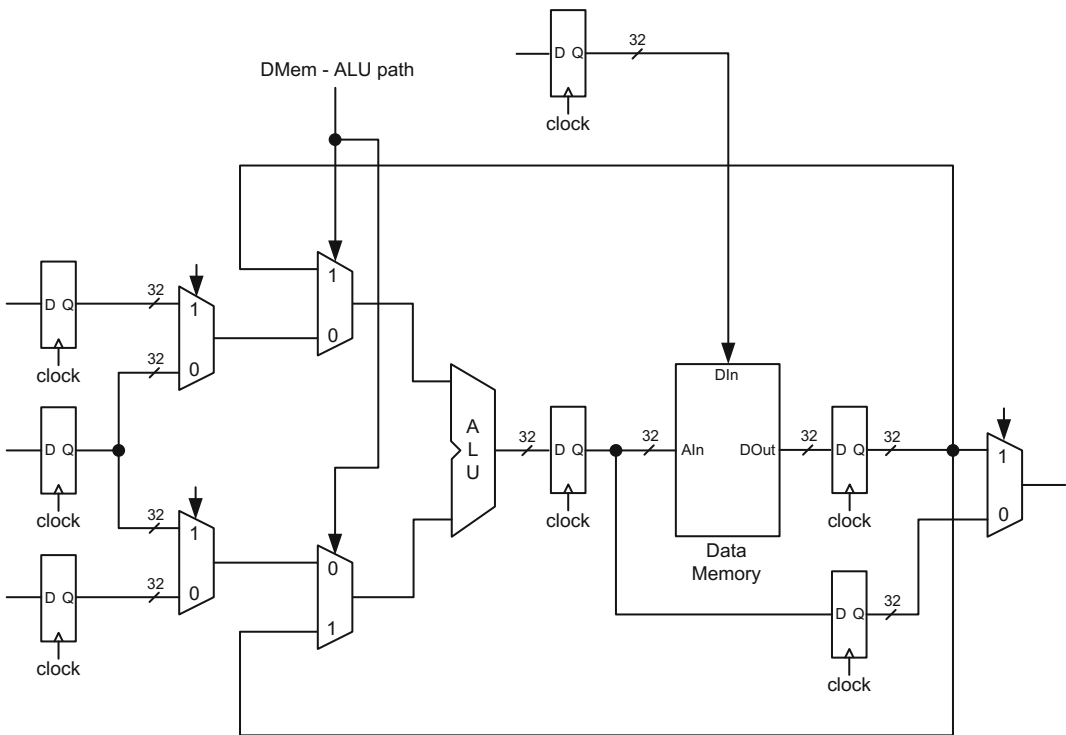 32
D Q
DMem - ALU path
clock
1
32
1
D Q
0
32
clock
0
DIn
A
L
U
32
D Q
32
AIn
DOut
32
D Q
32
1
D Q
clock
clock
clock
32
1
0
0
Data
Memory
32
D Q
0
1
32
D Q
clock
clock